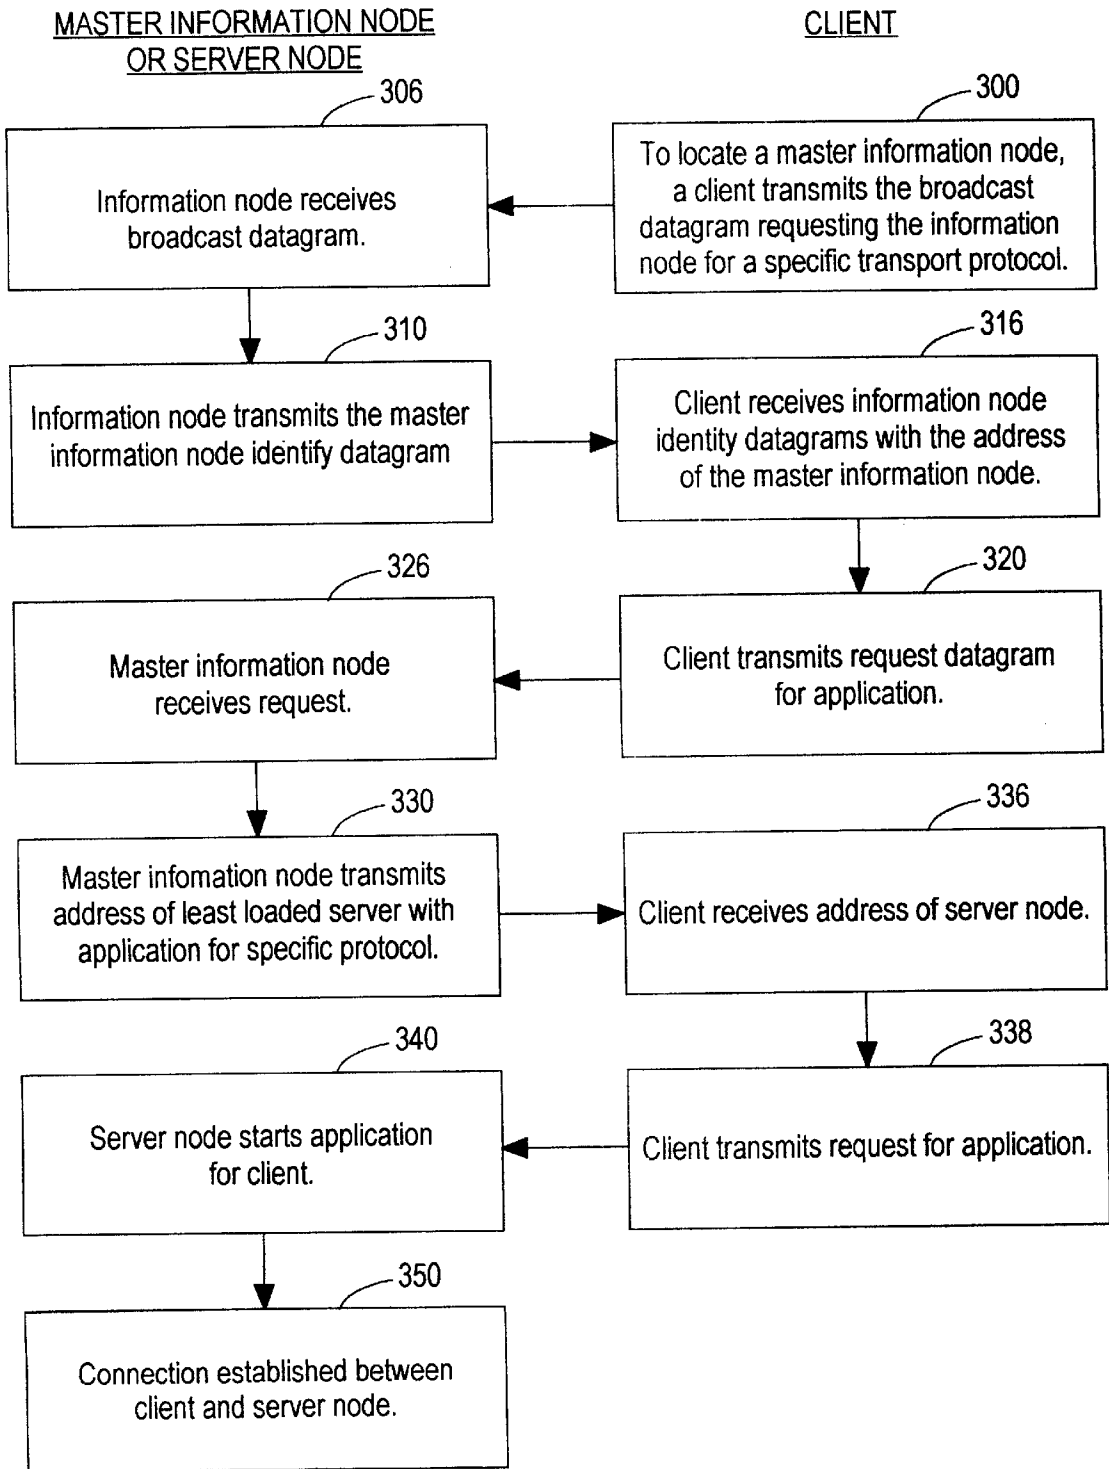 MASTER INFORMATION NODE
OR SERVER NODE
CLIENT
306
Information node receives
broadcast datagram.
300
To locate a master information node,
a client transmits the broadcast
datagram requesting the information
node for a specific transport protocol.
310
Information node transmits the master
information node identify datagram
316
Client receives information node
identity datagrams with the address
of the master information node.
326
Master information node
receives request.
320
Client transmits request datagram
for application.
330
Master infomation node transmits
address of least loaded server with
application for specific protocol.
336
Client receives address of server node.
340
Server node starts application
for client.
338
Client transmits request for application.
350
Connection established between
client and server node.